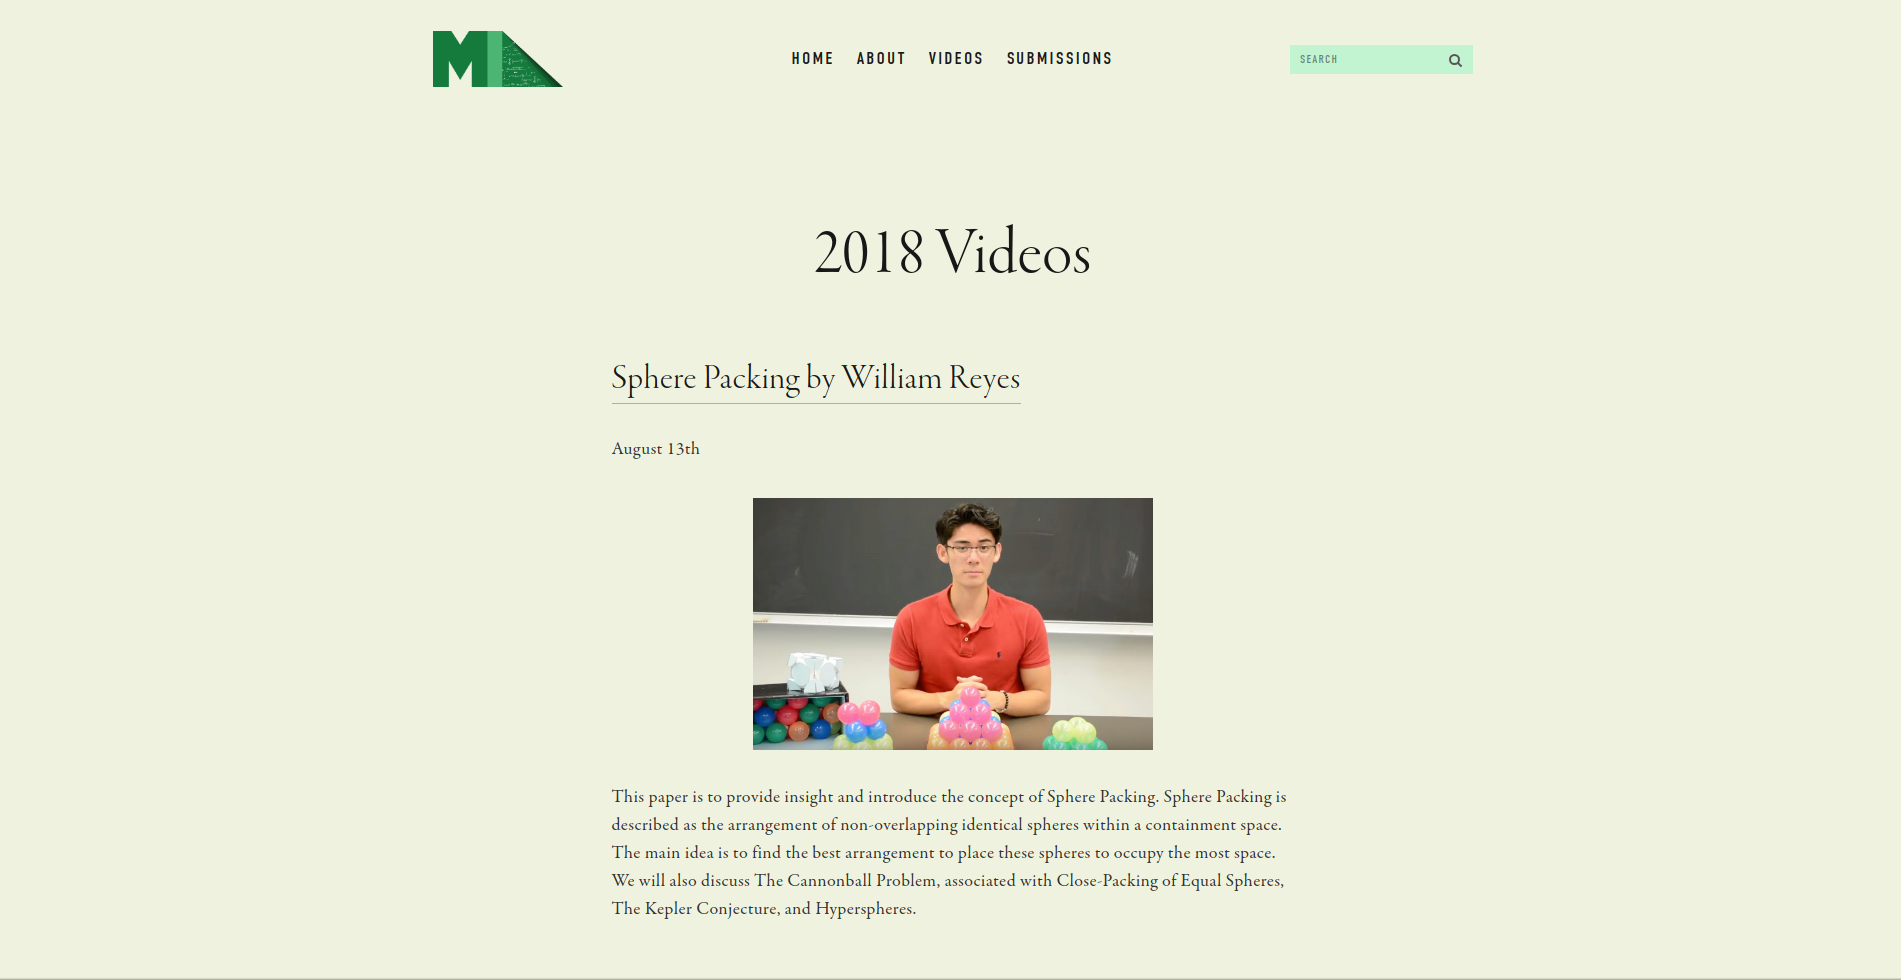 M
HOME ABOUT VIDEOS SUBMISSIONS
SEARCH
2018 Videos
Sphere Packing by William Reyes
August 13th
This paper is to provide insight and introduce the concept of Sphere Packing. Sphere Packing is
described as the arrangement of non-overlapping identical spheres within a containment space.
The main idea is to find the best arrangement to place these spheres to occupy the most space.
We will also discuss The Cannonball Problem, associated with Close-Packing of Equal Spheres,
The Kepler Conjecture, and Hyperspheres.